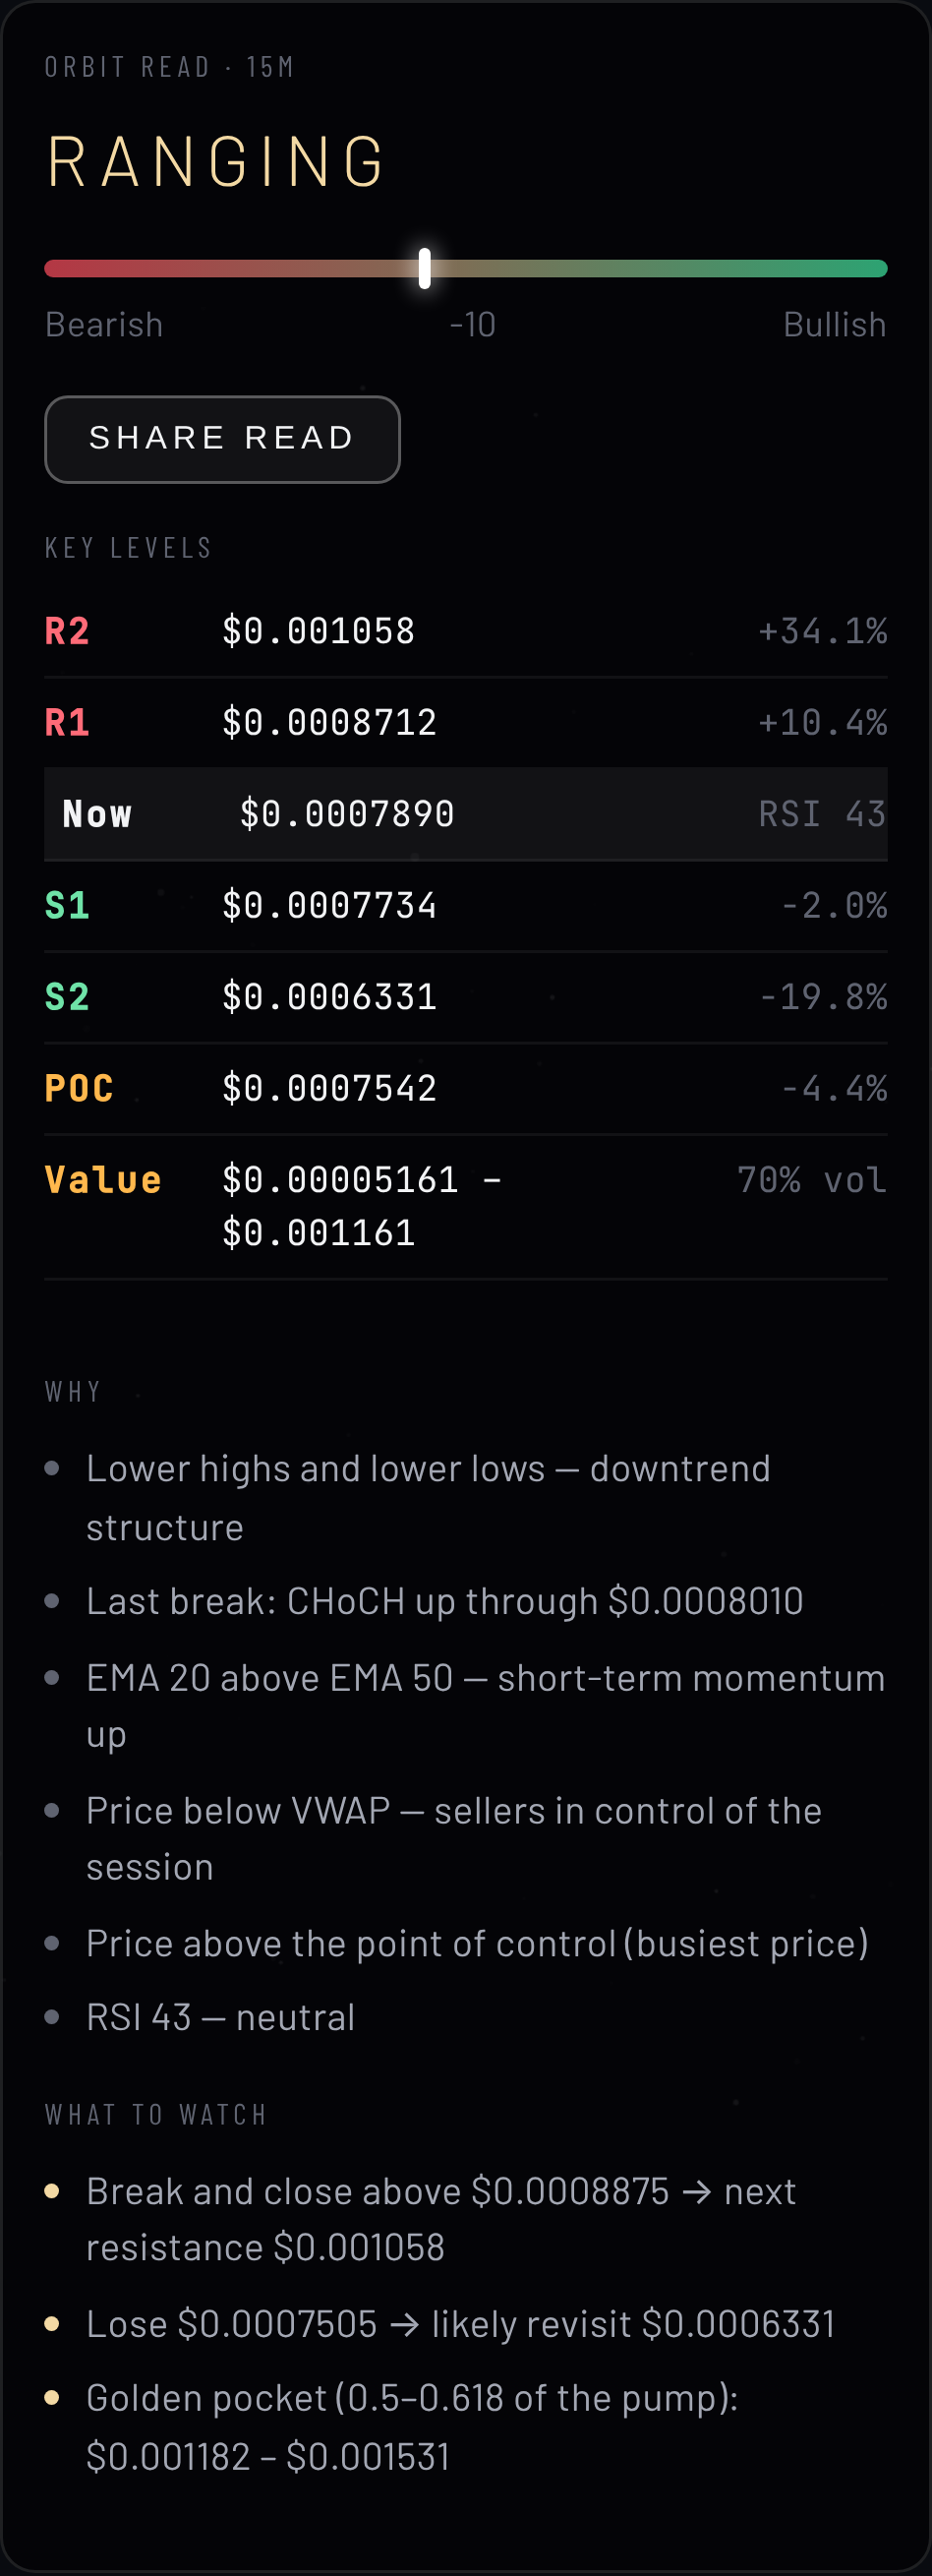 ORBIT READ · 15M
RANGING
Bearish -10 Bullish
SHARE READ
KEY LEVELS
R2 $0.001058 +34.1%
R1 $0.0008712 +10.4%
Now $0.0007890 RSI 43
S1 $0.0007734 -2.0%
S2 $0.0006331 -19.8%
POC $0.0007542 -4.4%
Value $0.00005161 – 70% vol
$0.001161
WHY
Lower highs and lower lows — downtrend
structure
Last break: CHoCH up through $0.0008010
EMA 20 above EMA 50 — short-term momentum
up
Price below VWAP — sellers in control of the
session
Price above the point of control (busiest price)
RSI 43 — neutral
WHAT TO WATCH
Break and close above $0.0008875 → next
resistance $0.001058
Lose $0.0007505 → likely revisit $0.0006331
Golden pocket (0.5–0.618 of the pump):
$0.001182 – $0.001531